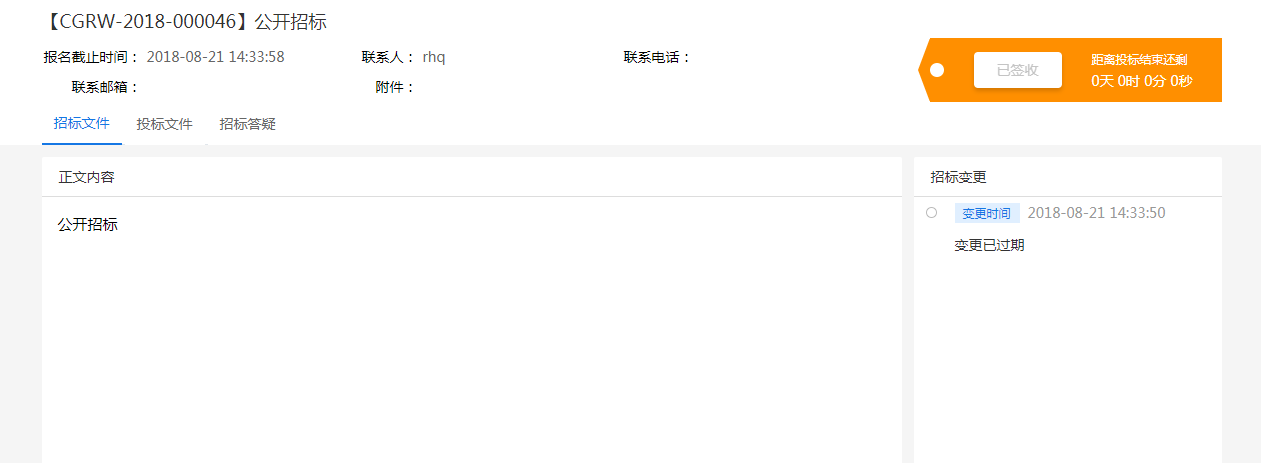 【CGRW-2018-000046】公开招标
报名截止时间： 2018-08-21 14:33:58 联系人： rhq 联系电话：
联系邮箱： 附件：
已签收
距离投标结束还剩
0天 0时 0分 0秒
招标文件 投标文件 招标答疑
正文内容
公开招标
招标变更
变更时间 2018-08-21 14:33:50
变更已过期